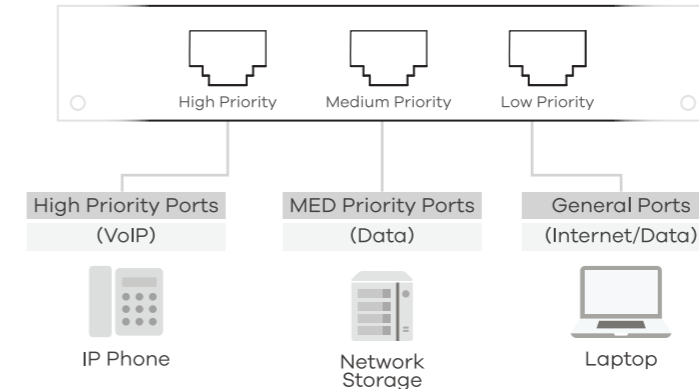 High Priority
Medium Priority
Low Priority
High Priority Ports
(VoIP)
MED Priority Ports
(Data)
General Ports
(Internet/Data)
IP Phone
Network
Storage
Laptop